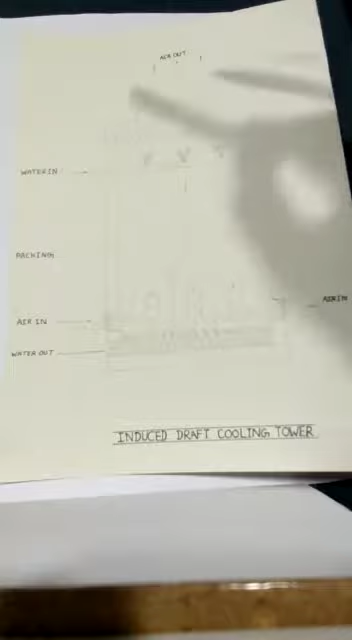 AIR OUT
WATER IN
PACKING
AIR IN
AIR IN
WATER OUT
INDUCED DRAFT COOLING TOWER